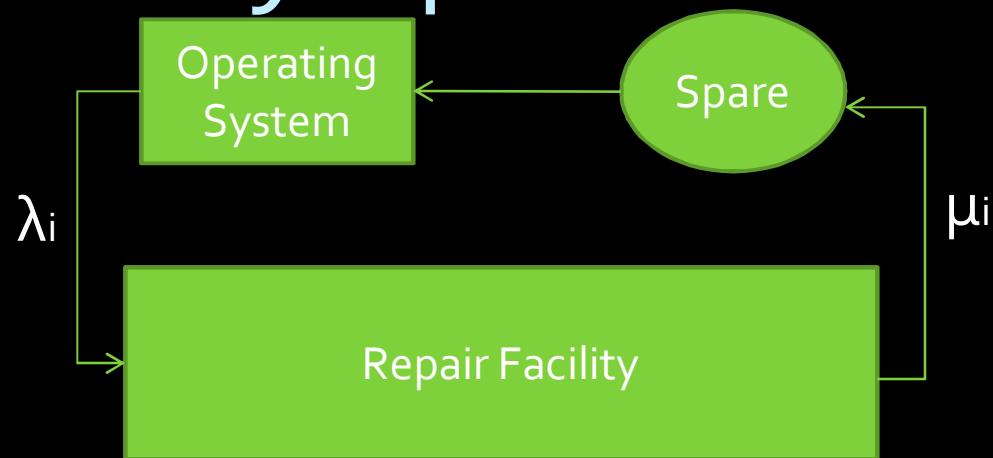 Operating
System
Spare
λi
μi
Repair Facility